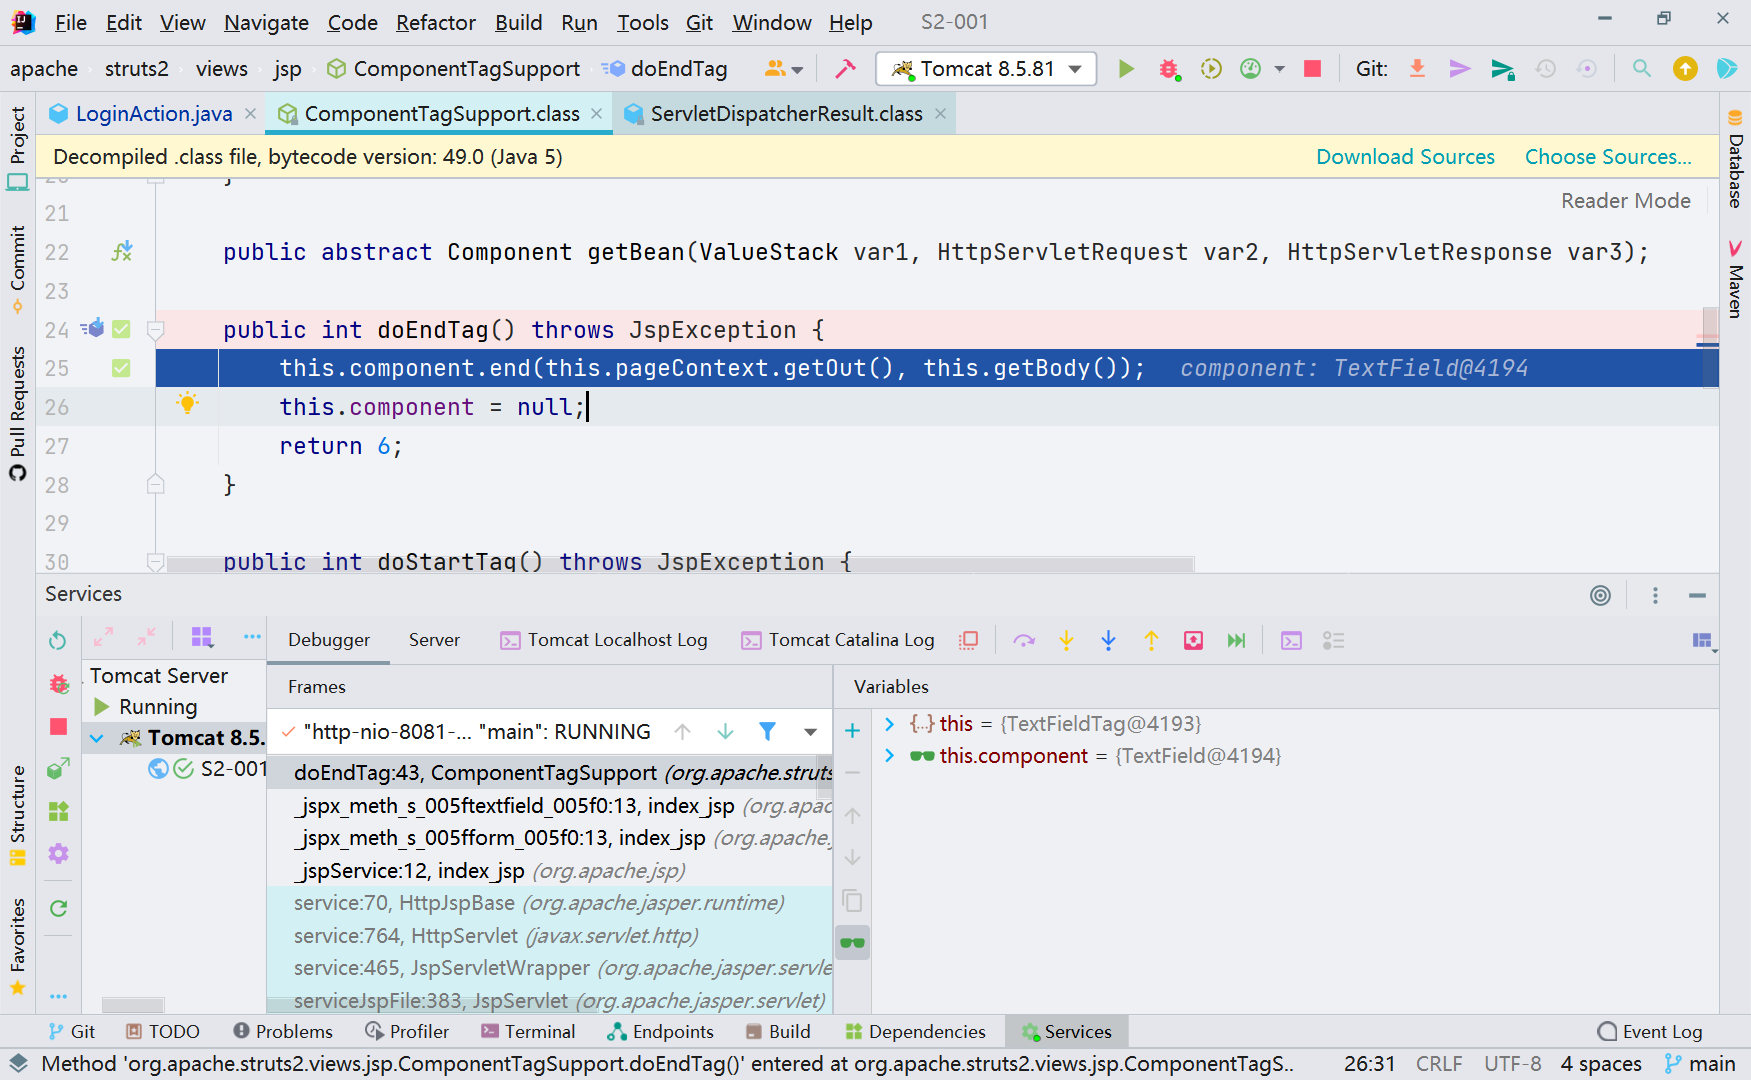 File Edit View Navigate Code Refactor Build Run Tools Git Window Help S2-001
apache struts2 views jsp ComponentTagSupport doEndTag Tomcat 8.5.81 Git:
LoginAction.java ComponentTagSupport.class ServletDispatcherResult.class
Decompiled .class file, bytecode version: 49.0 (Java 5) Download Sources Choose Sources...
Reader Mode
21
22 public abstract Component getBean(ValueStack var1, HttpServletRequest var2, HttpServletResponse var3);
23
24 public int doEndTag() throws JspException {
25 this.component.end(this.pageContext.getOut(), this.getBody()); component: TextField@4194
26 this.component = null;
27 return 6;
28 }
29
30 public int doStartTag() throws JspException {
Project
Commit
Pull Requests
Structure
Favorites
Database
Maven
Services
Debugger Server Tomcat Localhost Log Tomcat Catalina Log
Tomcat Server
Running
Tomcat 8.5.
S2-001
Frames
"http-nio-8081-... "main": RUNNING
doEndTag:43, ComponentTagSupport (org.apache.struts
_jspx_meth_s_005ftextfield_005f0:13, index_jsp (org.apac
_jspx_meth_s_005fform_005f0:13, index_jsp (org.apache.
_jspService:12, index_jsp (org.apache.jsp)
service:70, HttpJspBase (org.apache.jasper.runtime)
service:764, HttpServlet (javax.servlet.http)
service:465, JspServletWrapper (org.apache.jasper.servle
serviceJspFile:383, JspServlet (org.apache.jasper.servlet)
Variables
this = {TextFieldTag@4193}
this.component = {TextField@4194}
Git TODO Problems Profiler Terminal Endpoints Build Dependencies Services Event Log
Method 'org.apache.struts2.views.jsp.ComponentTagSupport.doEndTag()' entered at org.apache.struts2.views.jsp.ComponentTagS.. 26:31 CRLF UTF-8 4 spaces main